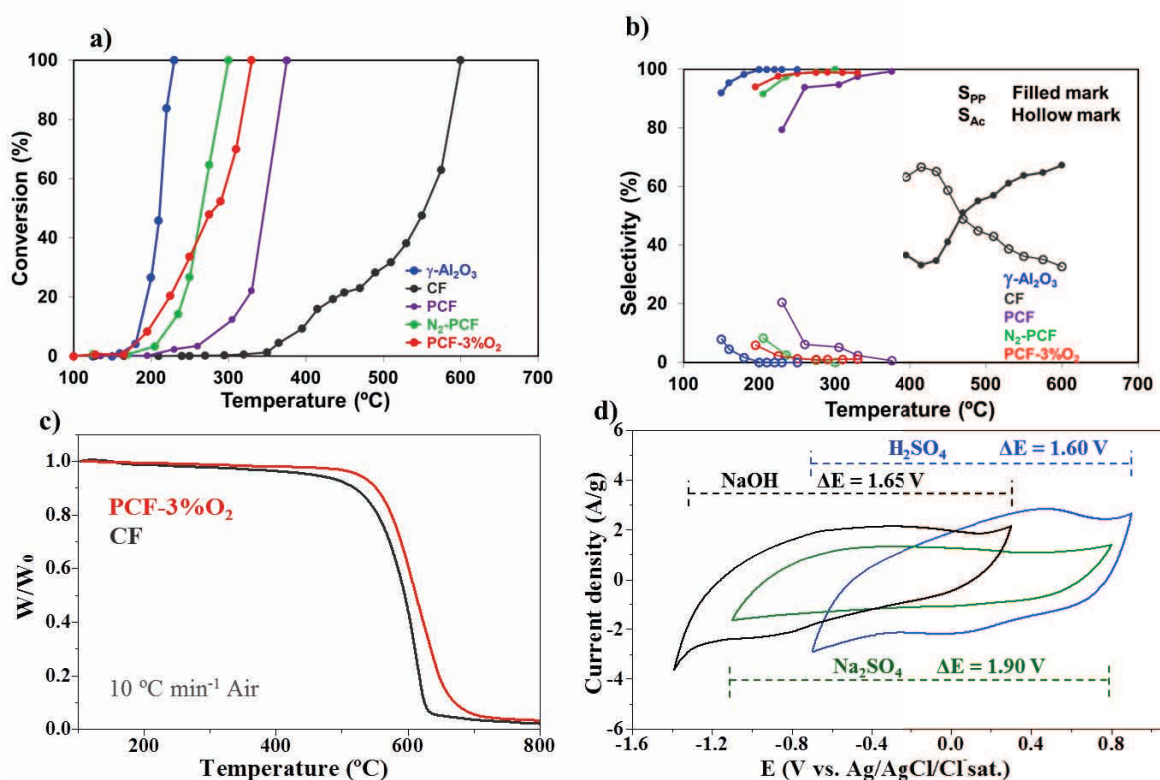 a)
100
80
60
40
20
0
Conversion (%)
γ-Al₂O₃
CF
PCF
N₂-PCF
PCF-3%O₂
100 200 300 400 500 600 700
Temperature (ºC)
b)
100
80
60
40
20
0
Selectivity (%)
S_PP Filled mark
S_Ac Hollow mark
γ-Al₂O₃
CF
PCF
N₂-PCF
PCF-3%O₂
100 200 300 400 500 600 700
Temperature (ºC)
c)
1.0
0.8
0.6
0.4
0.2
0.0
W/W₀
PCF-3%O₂
CF
10 ºC min⁻¹ Air
200 400 600 800
Temperature (ºC)
d)
6
4
2
0
-2
-4
-6
Current density (A/g)
H₂SO₄ ΔE = 1.60 V
NaOH ΔE = 1.65 V
Na₂SO₄ ΔE = 1.90 V
-1.6 -1.2 -0.8 -0.4 0.0 0.4 0.8
E (V vs. Ag/AgCl/Cl⁻sat.)